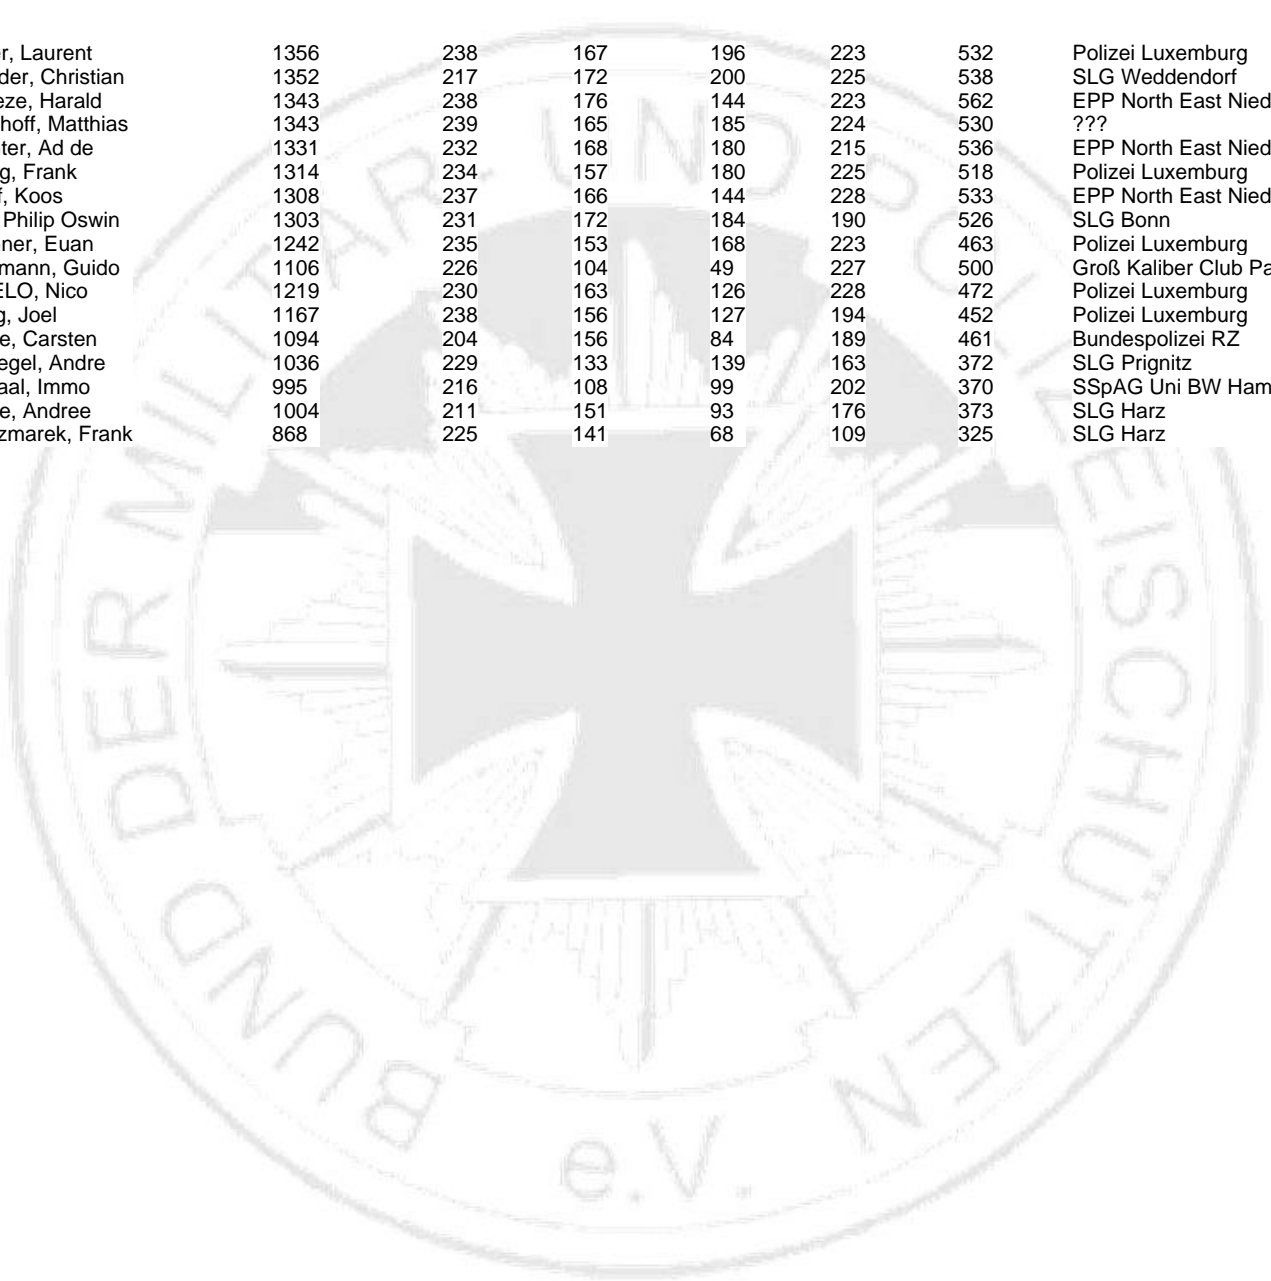 r, Laurent 1356 238 167 196 223 532 Polizei Luxemburg
der, Christian 1352 217 172 200 225 538 SLG Weddendorf
eze, Harald 1343 238 176 144 223 562 EPP North East Nied
hoff, Matthias 1343 239 165 185 224 530 ???
ter, Ad de 1331 232 168 180 215 536 EPP North East Nied
g, Frank 1314 234 157 180 225 518 Polizei Luxemburg
f, Koos 1308 237 166 144 228 533 EPP North East Nied
Philip Oswin 1303 231 172 184 190 526 SLG Bonn
ner, Euan 1242 235 153 168 223 463 Polizei Luxemburg
mann, Guido 1106 226 104 49 227 500 Groß Kaliber Club Pa
ELO, Nico 1219 230 163 126 228 472 Polizei Luxemburg
g, Joel 1167 238 156 127 194 452 Polizei Luxemburg
e, Carsten 1094 204 156 84 189 461 Bundespolizei RZ
egel, Andre 1036 229 133 139 163 372 SLG Prignitz
aal, Immo 995 216 108 99 202 370 SSpAG Uni BW Ham
e, Andree 1004 211 151 93 176 373 SLG Harz
zmarek, Frank 868 225 141 68 109 325 SLG Harz
BUND DER MILITÄR- UND POLIZEISCHÜTZEN
e.V.